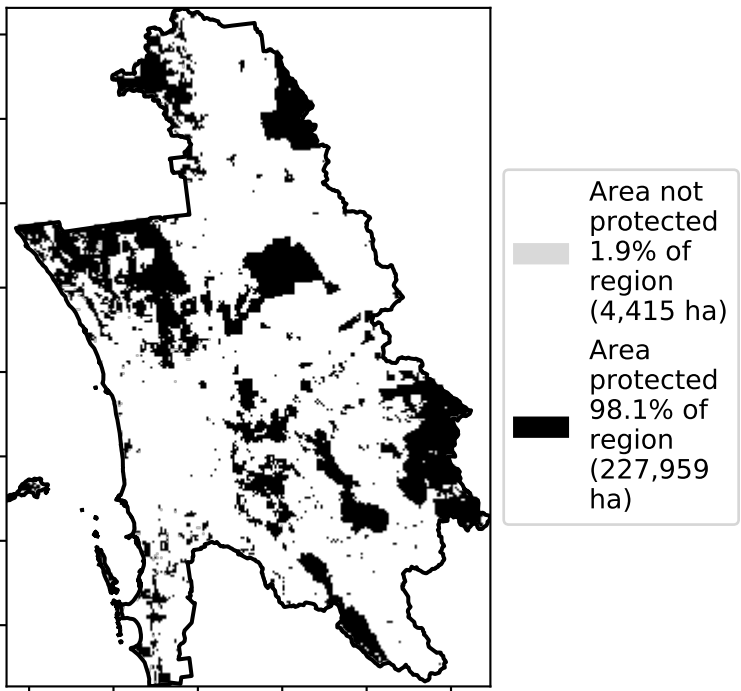 Area not
protected
1.9% of
region
(4,415 ha)
Area
protected
98.1% of
region
(227,959
ha)